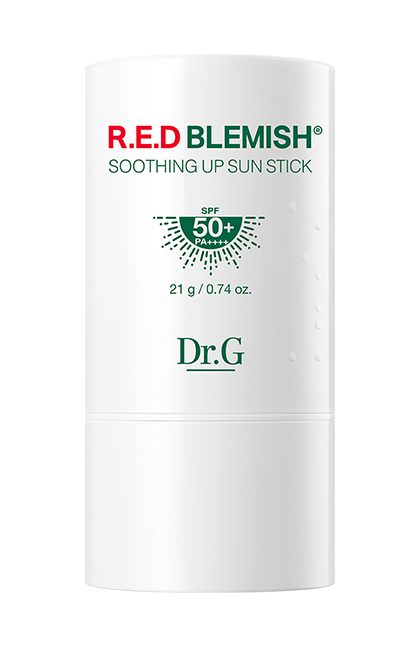 R.E.D BLEMISH®
SOOTHING UP SUN STICK
SPF
50+
PA++++
21 g / 0.74 oz.
Dr.G